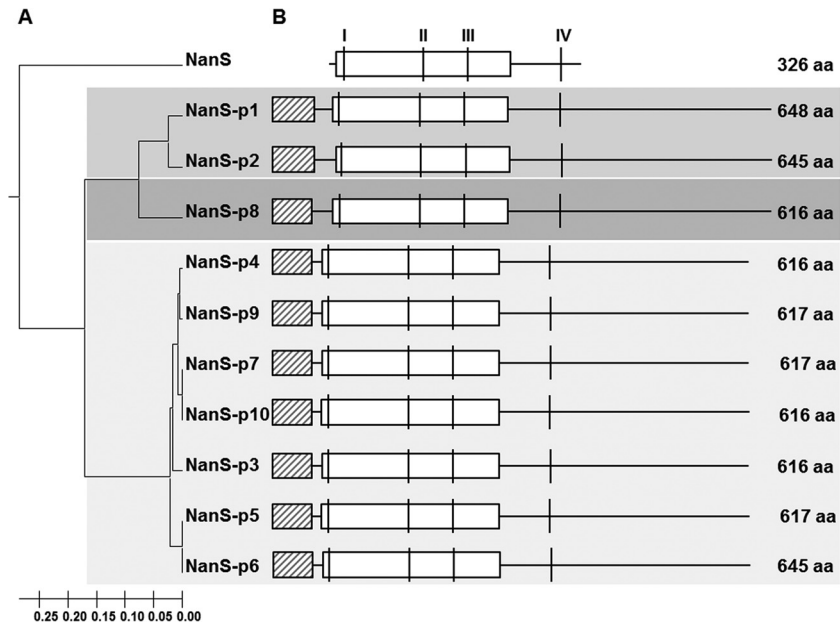 A B
I II III IV
NanS 326 aa
NanS-p1 648 aa
NanS-p2 645 aa
NanS-p8 616 aa
NanS-p4 616 aa
NanS-p9 617 aa
NanS-p7 617 aa
NanS-p10 616 aa
NanS-p3 616 aa
NanS-p5 617 aa
NanS-p6 645 aa
0.25 0.20 0.15 0.10 0.05 0.00